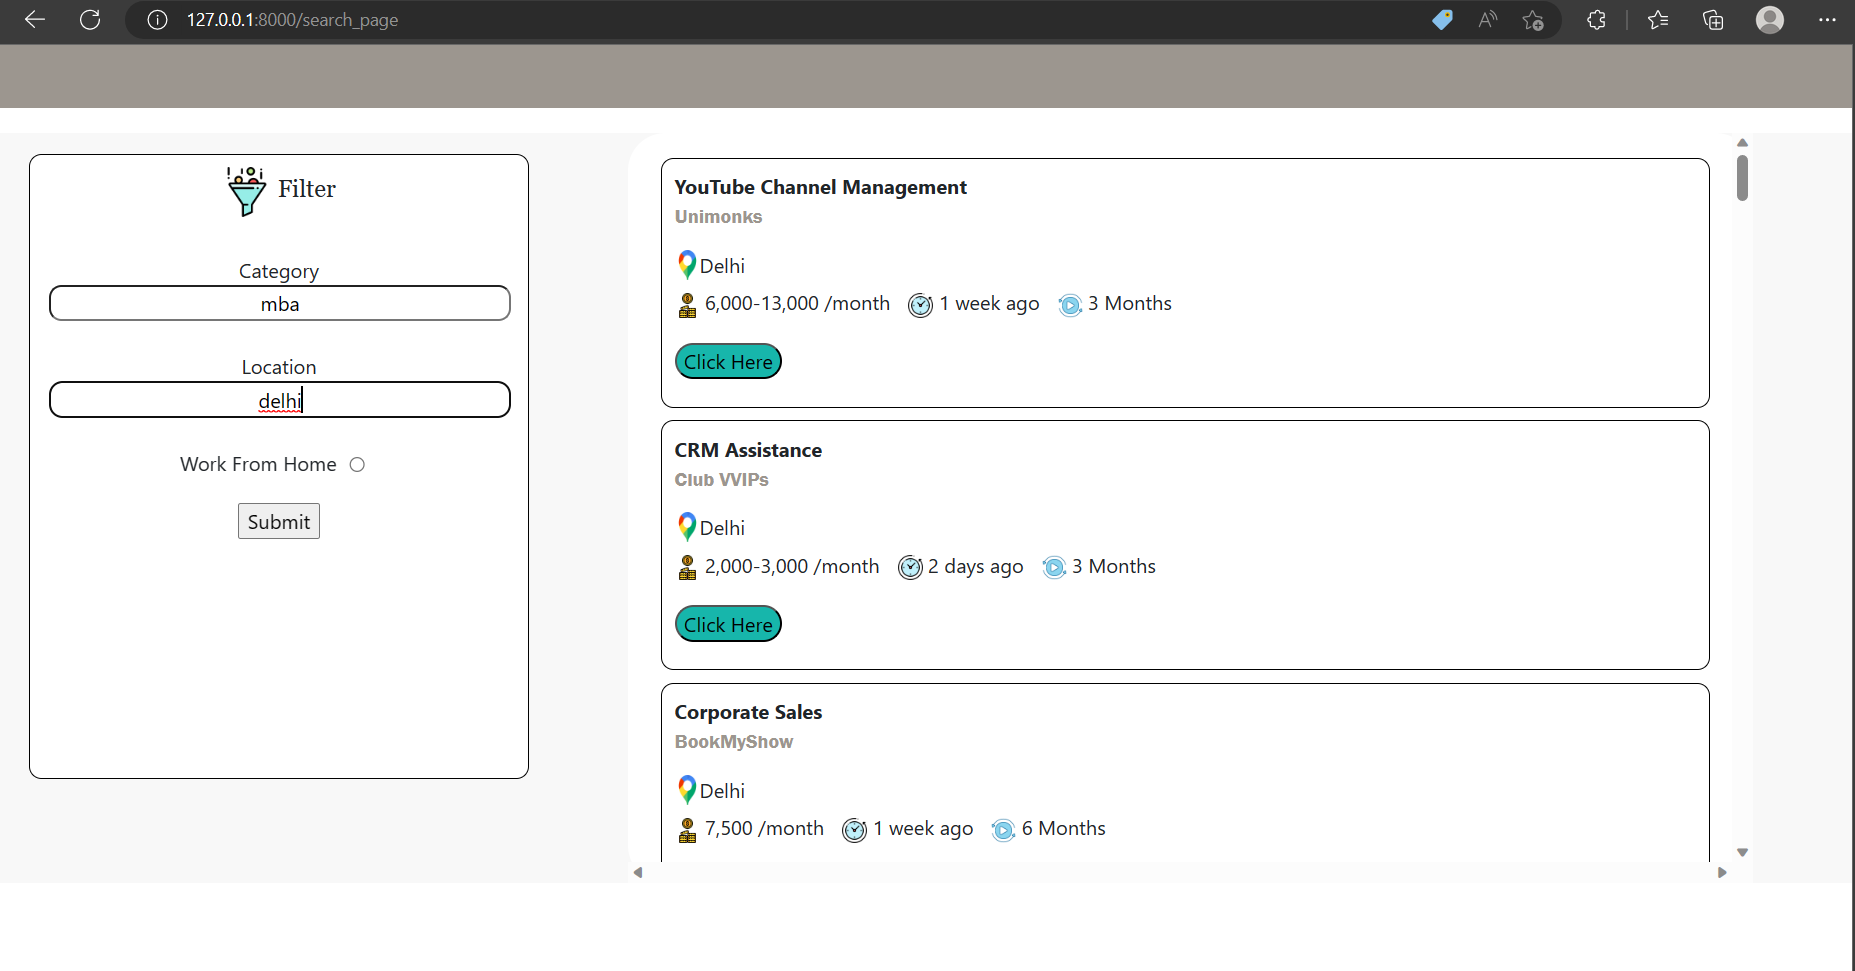 127.0.0.1:8000/search_page
Filter
Category
mba
Location
delhi
Work From Home
Submit
YouTube Channel Management
Unimonks
Delhi
6,000-13,000 /month 1 week ago 3 Months
Click Here
CRM Assistance
Club VVIPs
Delhi
2,000-3,000 /month 2 days ago 3 Months
Click Here
Corporate Sales
BookMyShow
Delhi
7,500 /month 1 week ago 6 Months